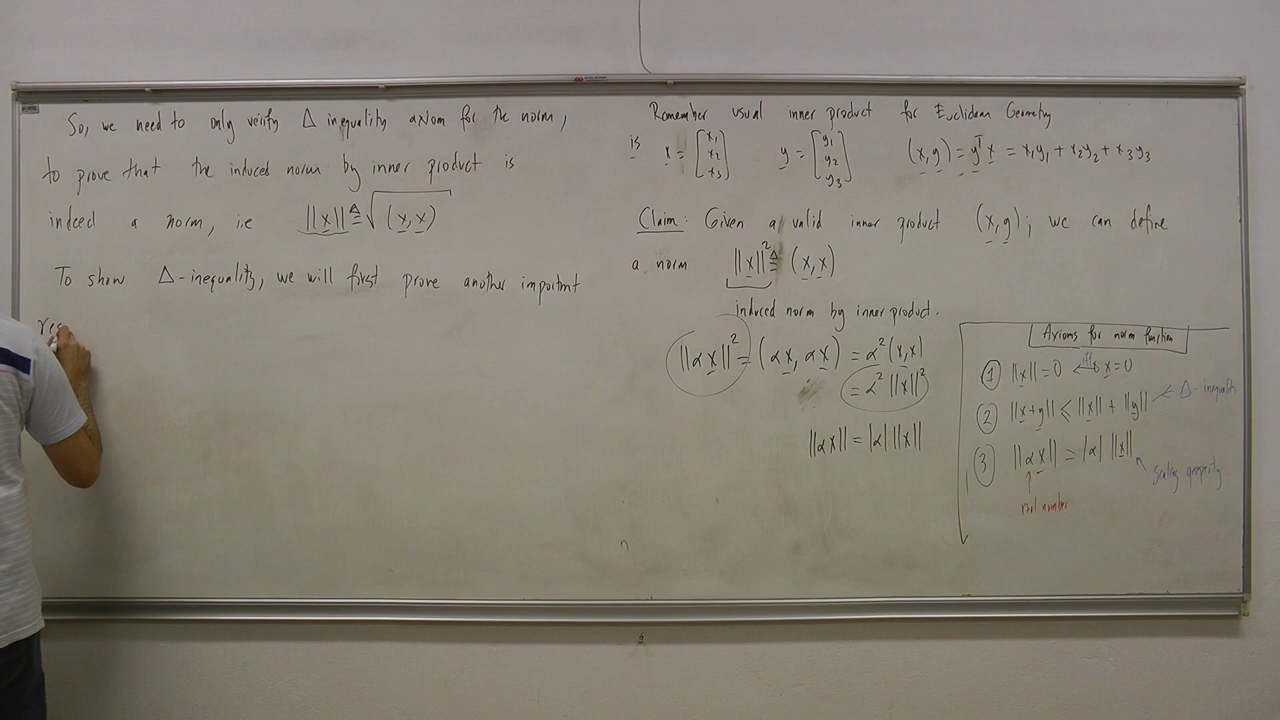 So, we need to only verify Δ inequality axiom for the norm,
to prove that the induced norm by inner product is
indeed a norm, i.e ||x|| ≜ √(x,x)
To show Δ-inequality, we will first prove another important
res
Remember usual inner product for Euclidean Geometry
is x = [x1 x2 x3] y = [y1 y2 y3] (x,y) = y^T x = x1y1 + x2y2 + x3y3
Claim: Given a valid inner product (x,y); we can define
a norm ||x||² ≜ (x,x)
induced norm by inner product.
||αx||² = (αx, αx) = α²(x,x)
= α² ||x||²
||αx|| = |α| ||x||
Axioms for norm function
① ||x|| = 0 iff x = 0
② ||x+y|| ≤ ||x|| + ||y|| ← Δ-inequality
③ ||αx|| = |α| ||x||
scaling property
real number